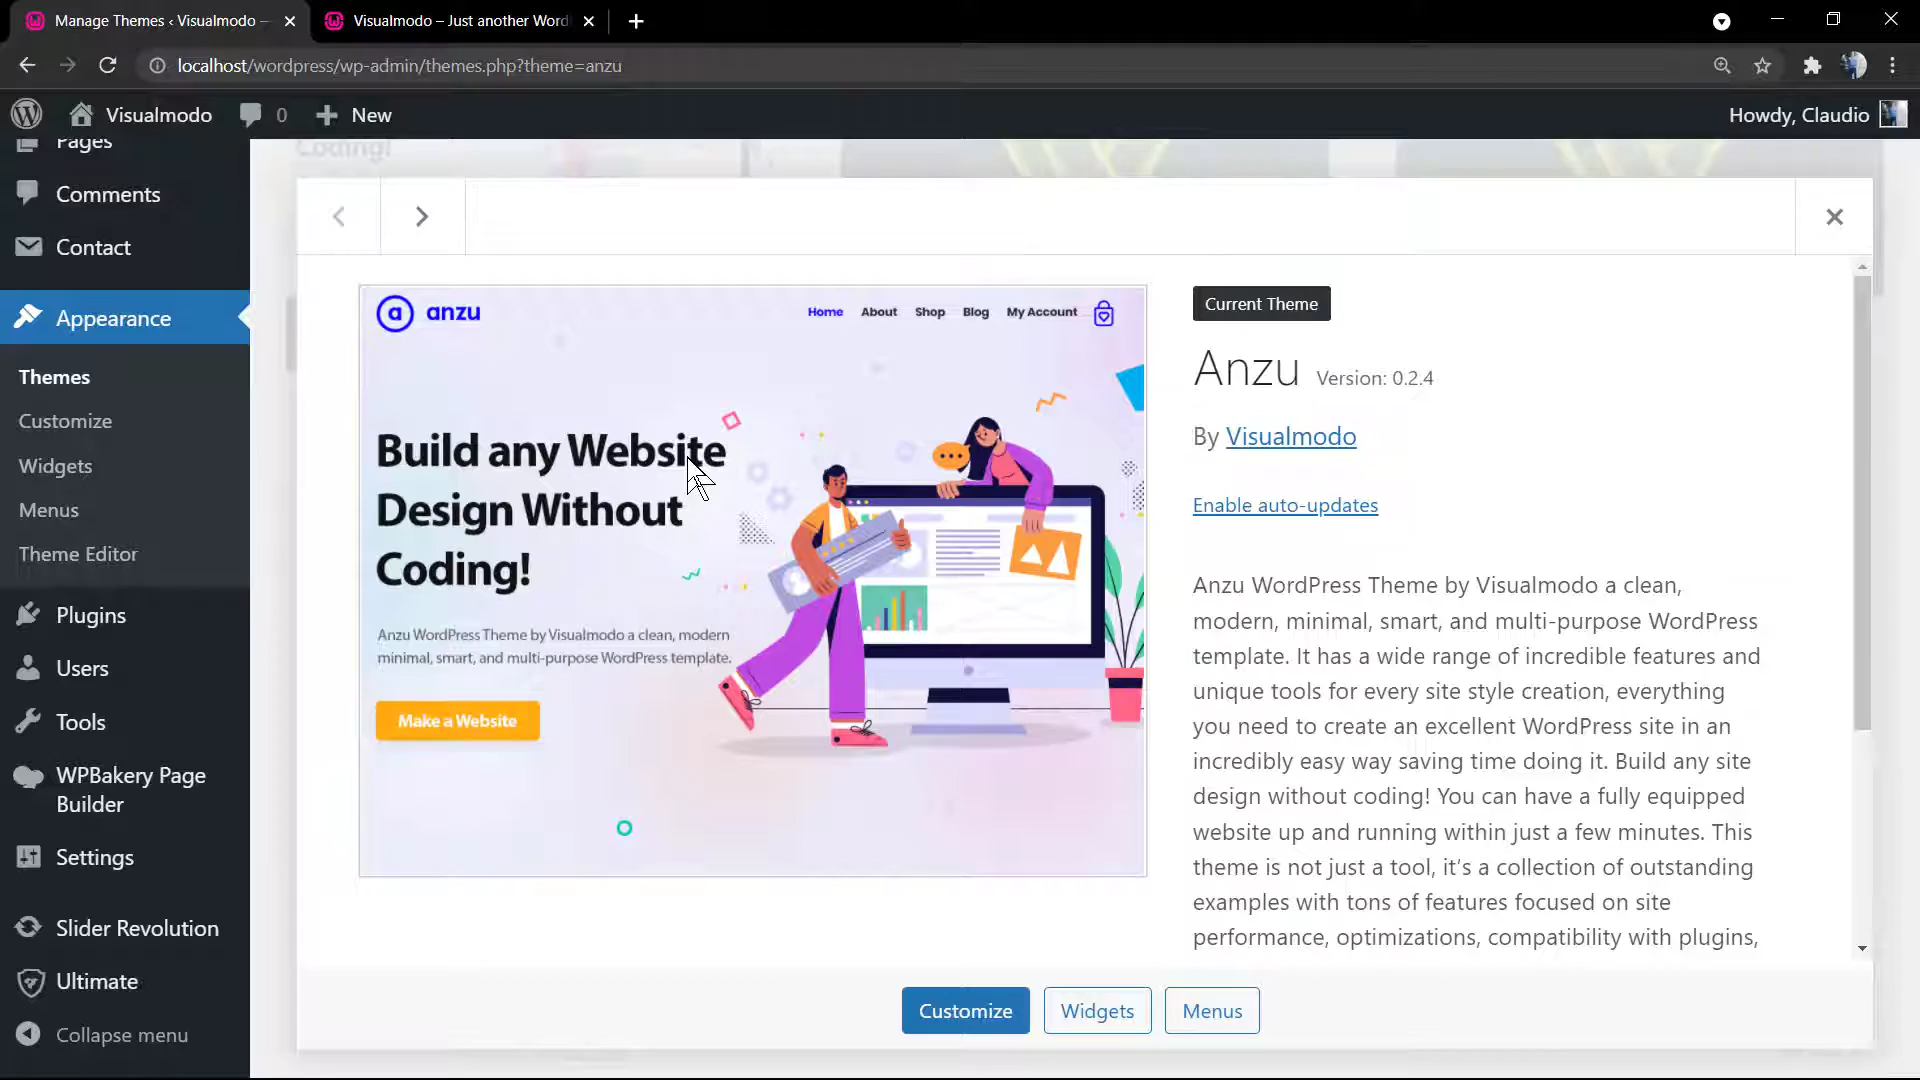 Manage Themes ‹ Visualmodo —
Visualmodo – Just another Word
localhost/wordpress/wp-admin/themes.php?theme=anzu
Visualmodo
0
New
Howdy, Claudio
Pages
Comments
Contact
Appearance
Themes
Customize
Widgets
Menus
Theme Editor
Plugins
Users
Tools
WPBakery Page
Builder
Settings
Slider Revolution
Ultimate
Collapse menu
Coding!
a anzu
Home About Shop Blog My Account
Build any Website
Design Without
Coding!
Anzu WordPress Theme by Visualmodo a clean, modern
minimal, smart, and multi-purpose WordPress template.
Make a Website
Current Theme
Anzu Version: 0.2.4
By Visualmodo
Enable auto-updates
Anzu WordPress Theme by Visualmodo a clean,
modern, minimal, smart, and multi-purpose WordPress
template. It has a wide range of incredible features and
unique tools for every site style creation, everything
you need to create an excellent WordPress site in an
incredibly easy way saving time doing it. Build any site
design without coding! You can have a fully equipped
website up and running within just a few minutes. This
theme is not just a tool, it's a collection of outstanding
examples with tons of features focused on site
performance, optimizations, compatibility with plugins,
Customize
Widgets
Menus